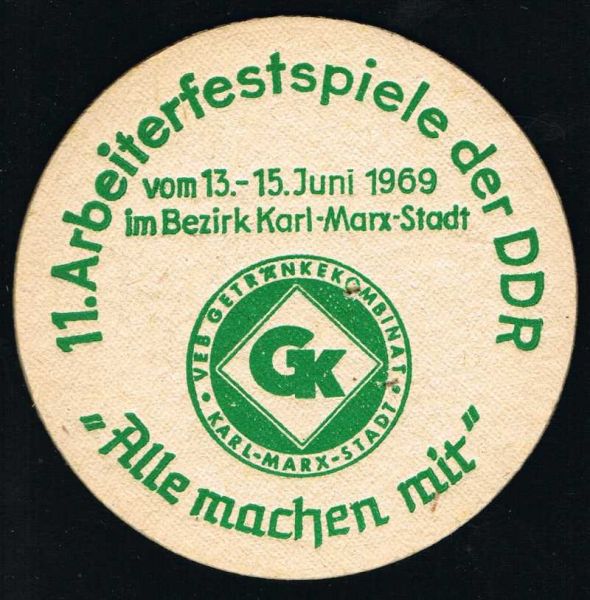 11. Arbeiterfestspiele der DDR
vom 13.-15. Juni 1969
im Bezirk Karl-Marx-Stadt
VEB GETRÄNKEKOMBINAT
GK
• KARL-MARX-STADT •
„Alle machen mit"